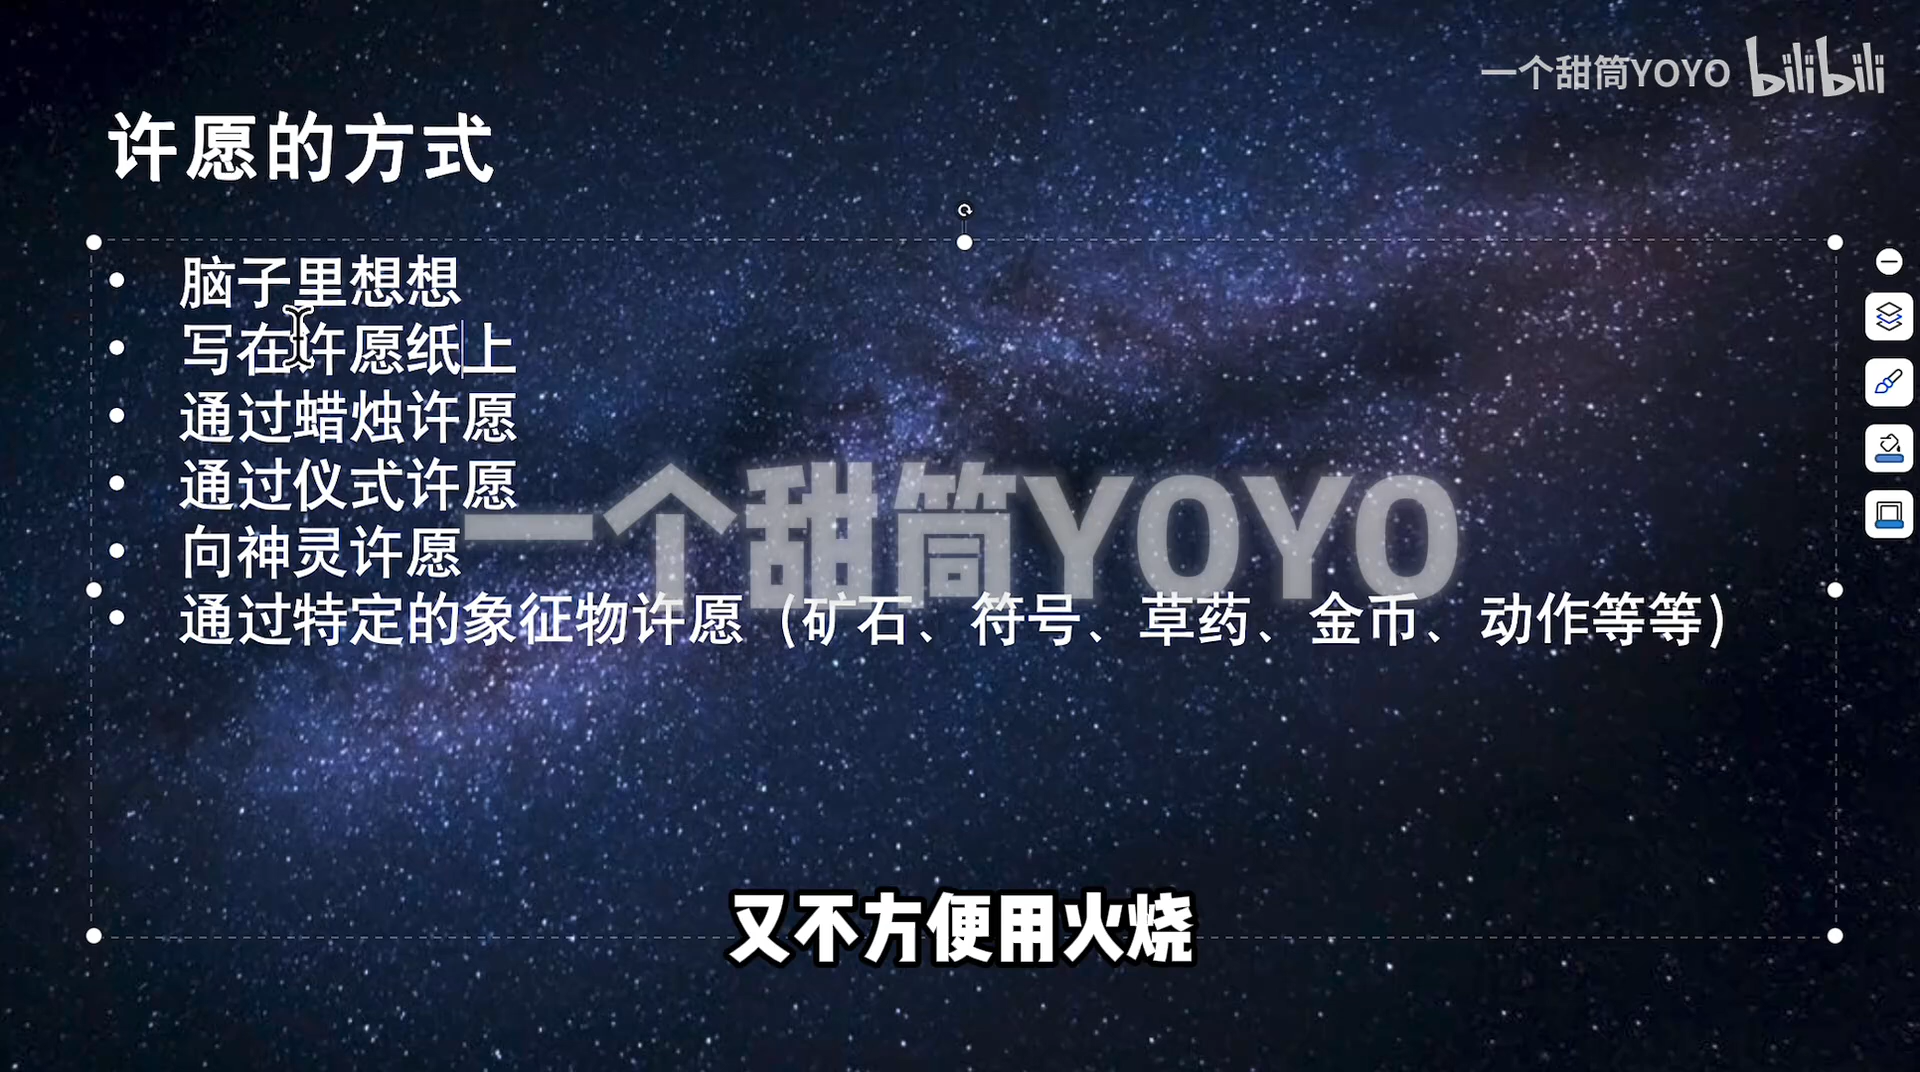 一个甜筒YOYO bilibili
许愿的方式
• 脑子里想想
• 写在许愿纸上
• 通过蜡烛许愿
• 通过仪式许愿
• 向神灵许愿
一个甜筒YOYO
• 通过特定的象征物许愿（矿石、符号、草药、金币、动作等等）
又不方便用火烧